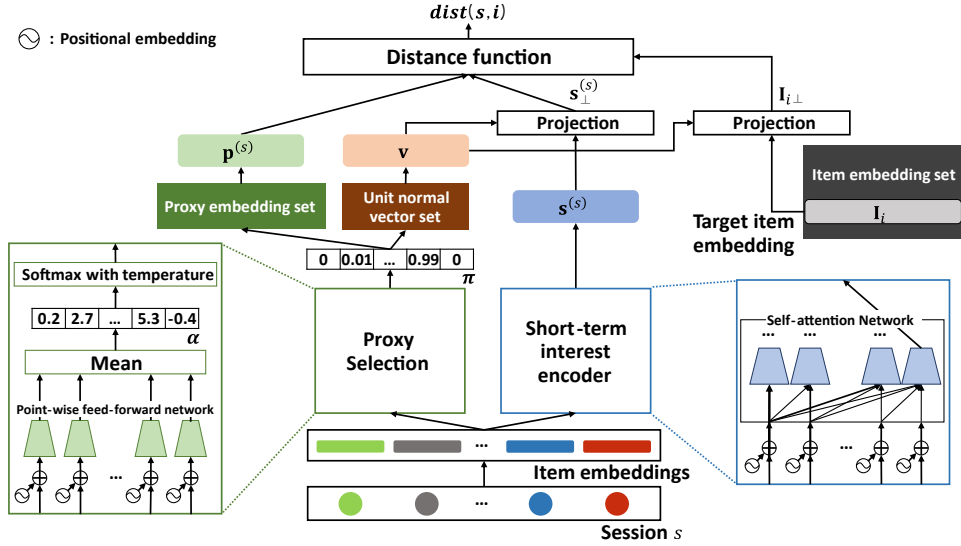 dist(s,i)
: Positional embedding
Distance function
s⊥(s)
I i⊥
Projection
Projection
p(s)
v
Item embedding set
I i
Proxy embedding set
Unit normal
vector set
s(s)
Target item
embedding
0 0.01 ... 0.99 0
π
Softmax with temperature
0.2 2.7 ... 5.3 -0.4
α
Mean
Point-wise feed-forward network
...
Proxy
Selection
Short-term
interest
encoder
Self-attention Network
... ...
...
...
Item embeddings
...
Session s